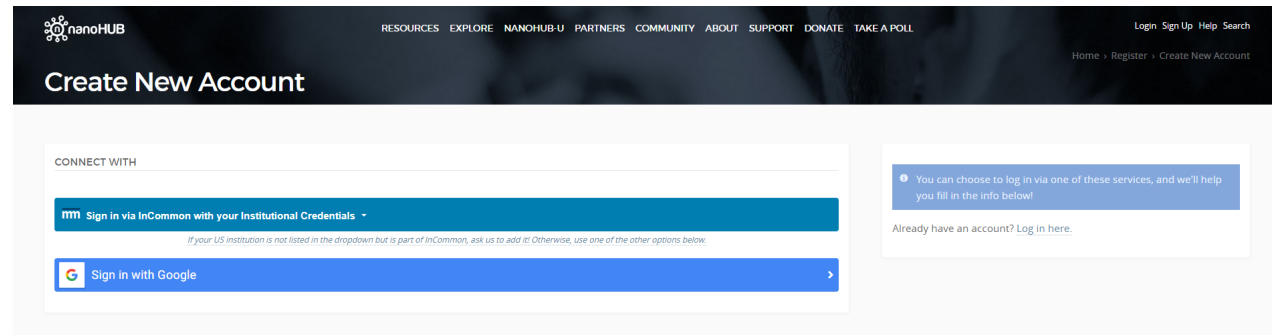 nanoHUB
RESOURCES EXPLORE NANOHUB-U PARTNERS COMMUNITY ABOUT SUPPORT DONATE TAKE A POLL
Login Sign Up Help Search
Home › Register › Create New Account
Create New Account
CONNECT WITH
Sign in via InCommon with your Institutional Credentials
If your US institution is not listed in the dropdown but is part of InCommon, ask us to add it! Otherwise, use one of the other options below.
Sign in with Google
You can choose to log in via one of these services, and we'll help
you fill in the info below!
Already have an account? Log in here.